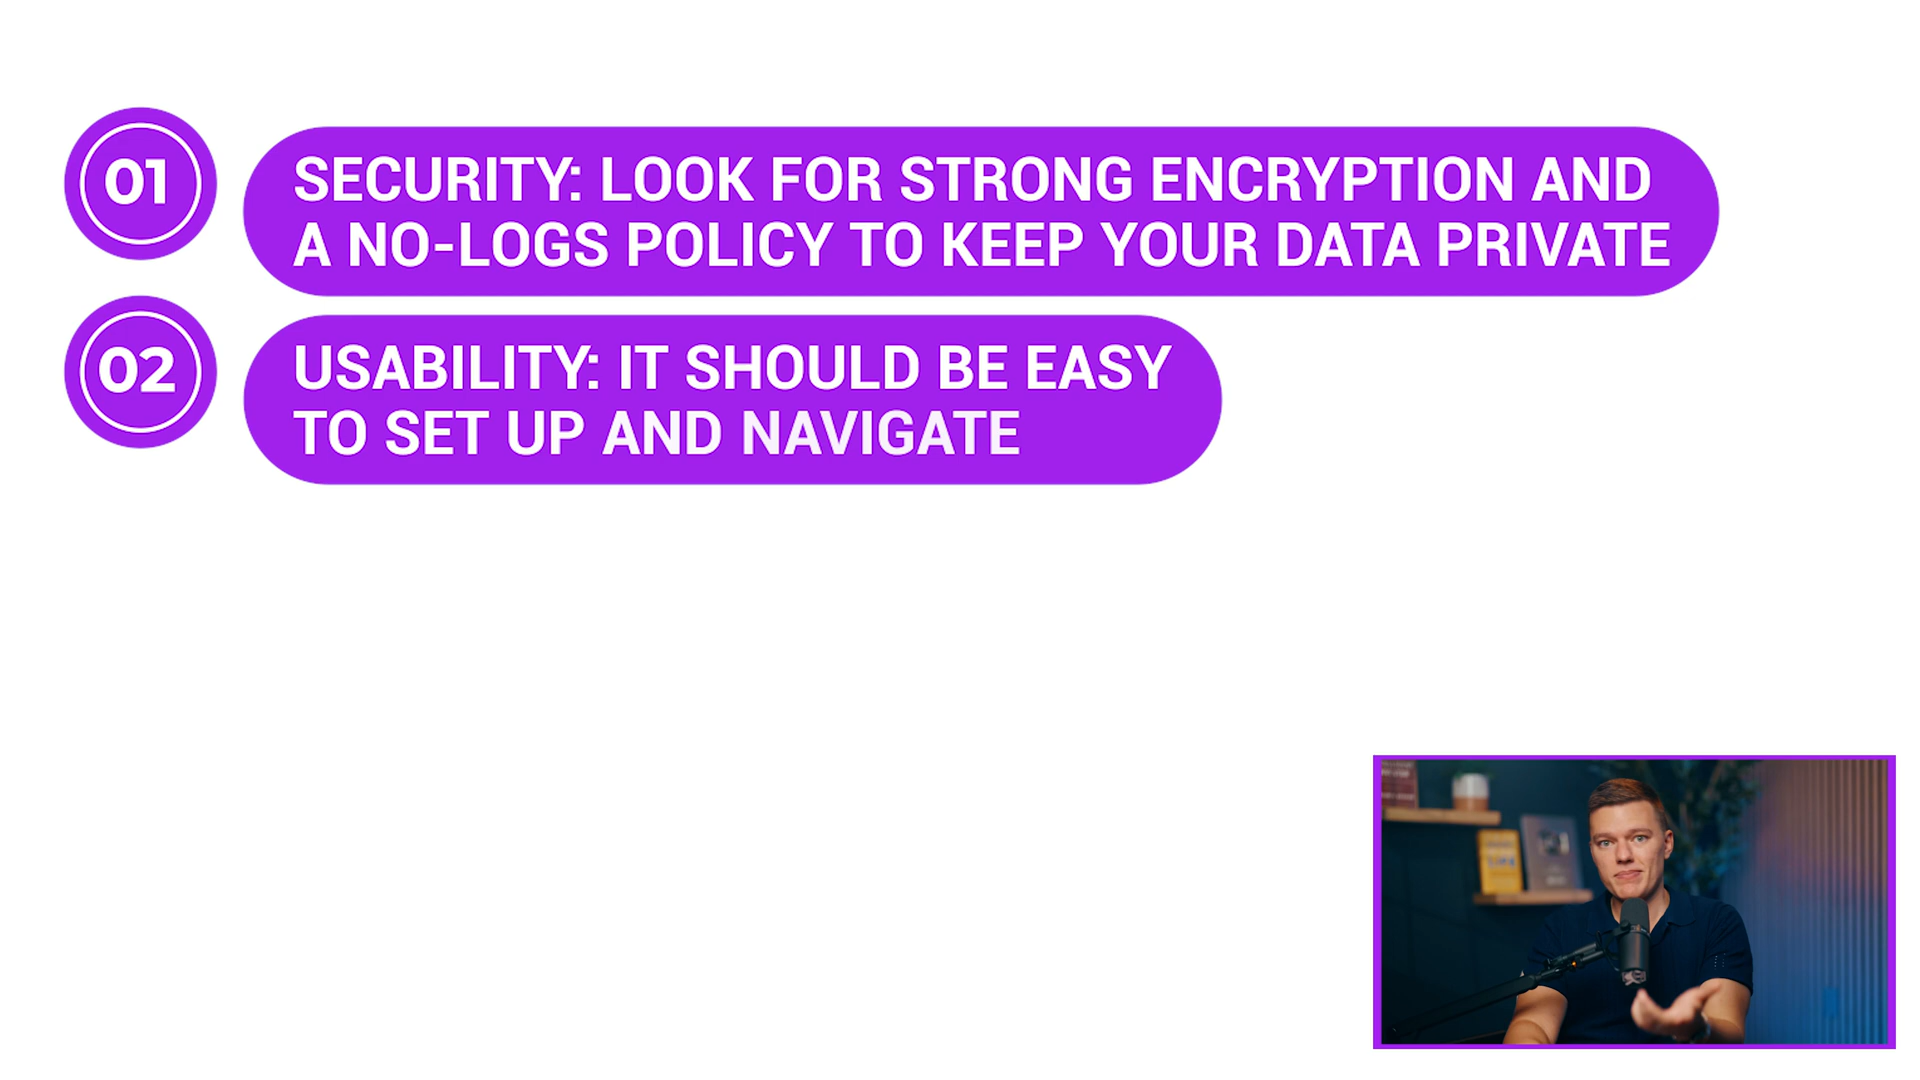 01
SECURITY: LOOK FOR STRONG ENCRYPTION AND
A NO-LOGS POLICY TO KEEP YOUR DATA PRIVATE
02
USABILITY: IT SHOULD BE EASY
TO SET UP AND NAVIGATE